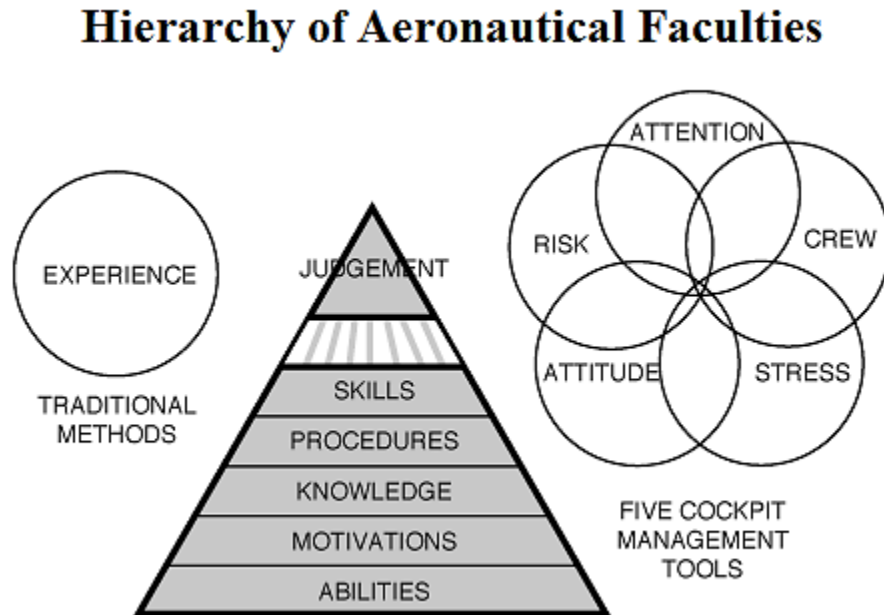 Hierarchy of Aeronautical Faculties
EXPERIENCE
TRADITIONAL
METHODS
JUDGEMENT
SKILLS
PROCEDURES
KNOWLEDGE
MOTIVATIONS
ABILITIES
ATTENTION
RISK
CREW
ATTITUDE
STRESS
FIVE COCKPIT
MANAGEMENT
TOOLS